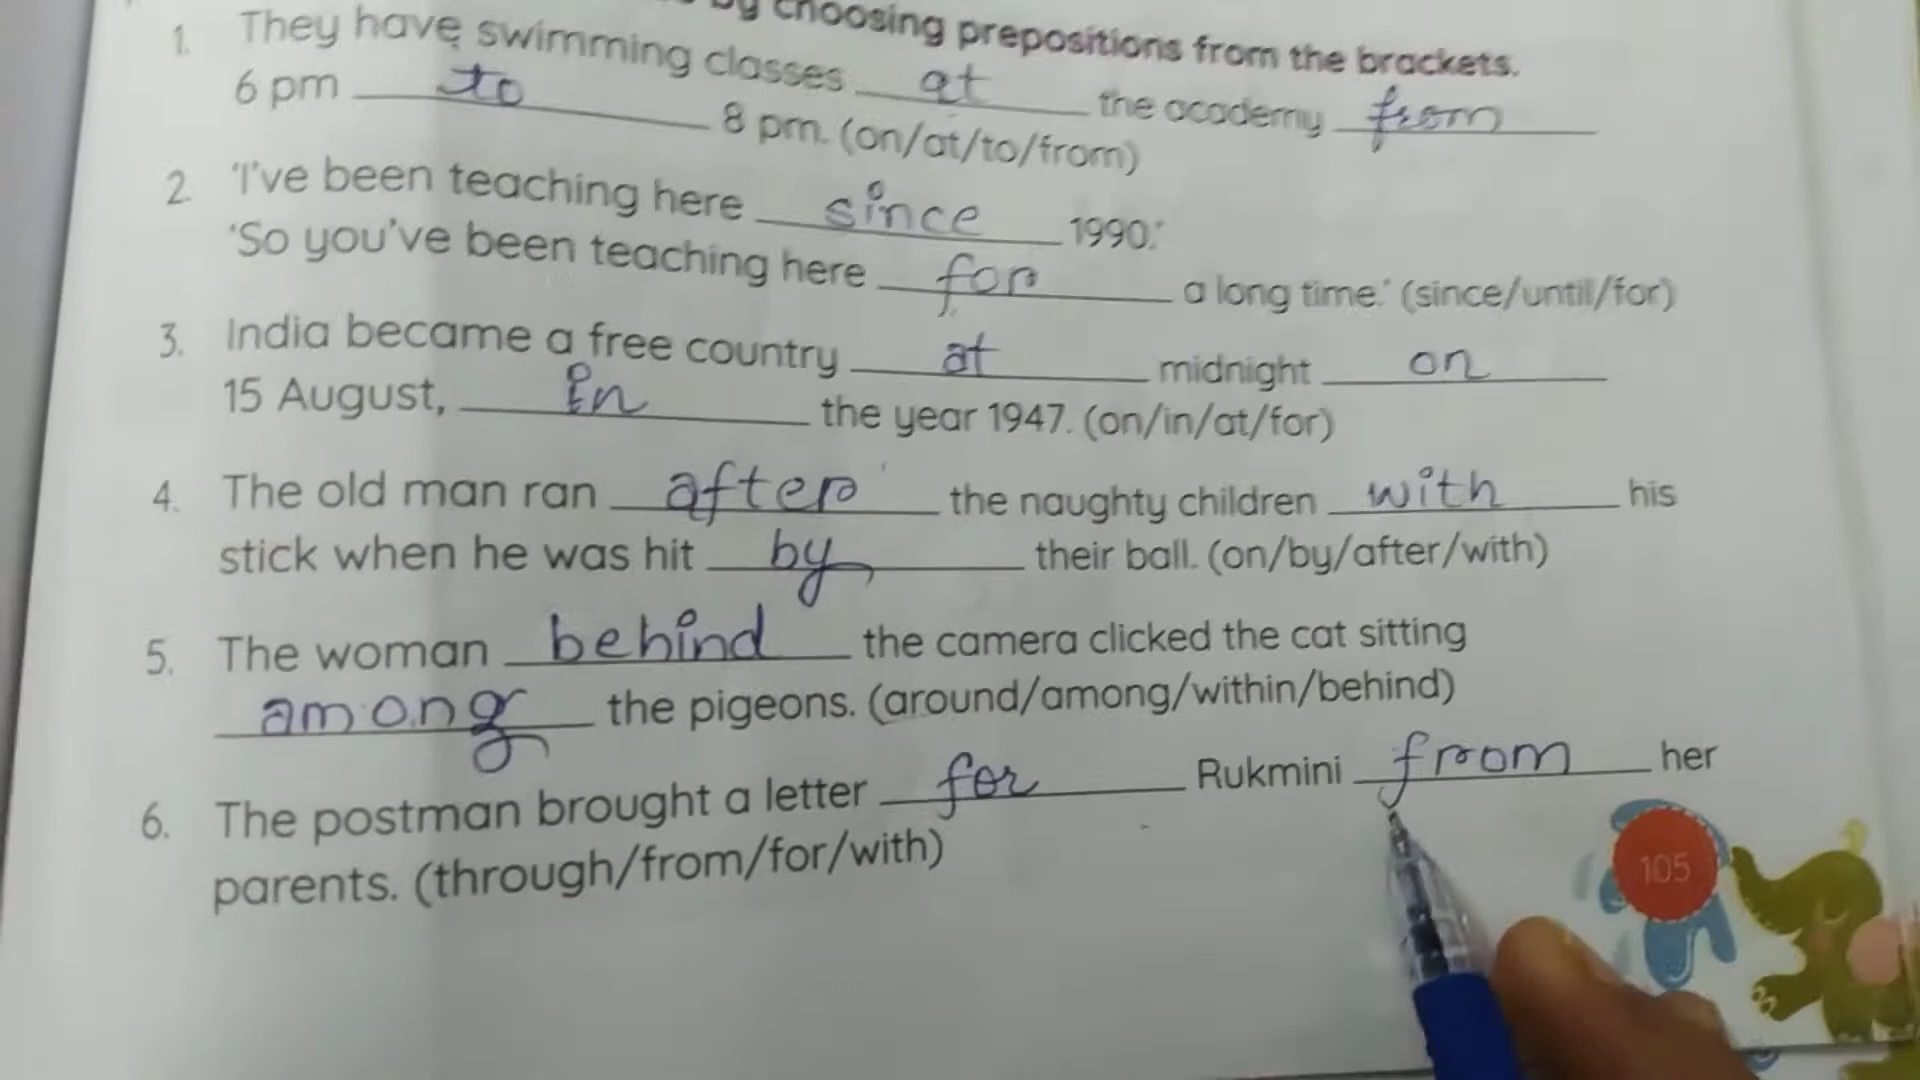 by choosing prepositions from the brackets.
1. They have swimming classes at the academy from
6 pm to 8 pm. (on/at/to/from)
2. 'I've been teaching here since 1990.'
'So you've been teaching here for a long time.' (since/until/for)
3. India became a free country at midnight on
15 August, in the year 1947. (on/in/at/for)
4. The old man ran after the naughty children with his
stick when he was hit by their ball. (on/by/after/with)
5. The woman behind the camera clicked the cat sitting
among the pigeons. (around/among/within/behind)
6. The postman brought a letter for Rukmini from her
parents. (through/from/for/with)
105